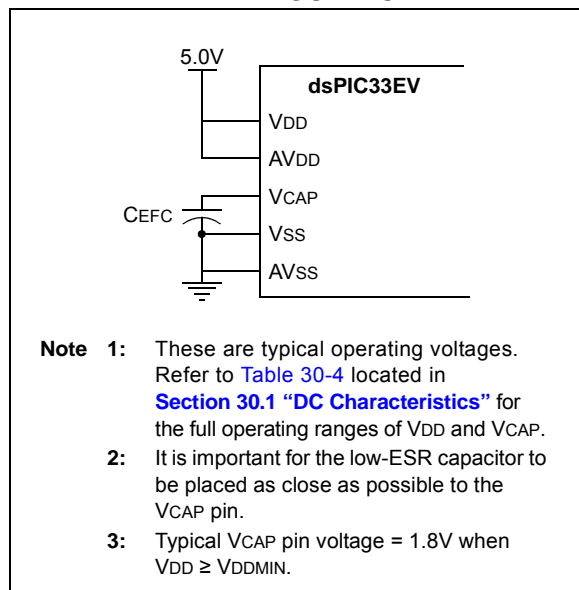 5.0V
dsPIC33EV
VDD
AVDD
VCAP
CEFC
VSS
AVSS
Note 1: These are typical operating voltages.
Refer to Table 30-4 located in
Section 30.1 “DC Characteristics” for
the full operating ranges of VDD and VCAP.
2: It is important for the low-ESR capacitor to
be placed as close as possible to the
VCAP pin.
3: Typical VCAP pin voltage = 1.8V when
VDD ≥ VDDMIN.